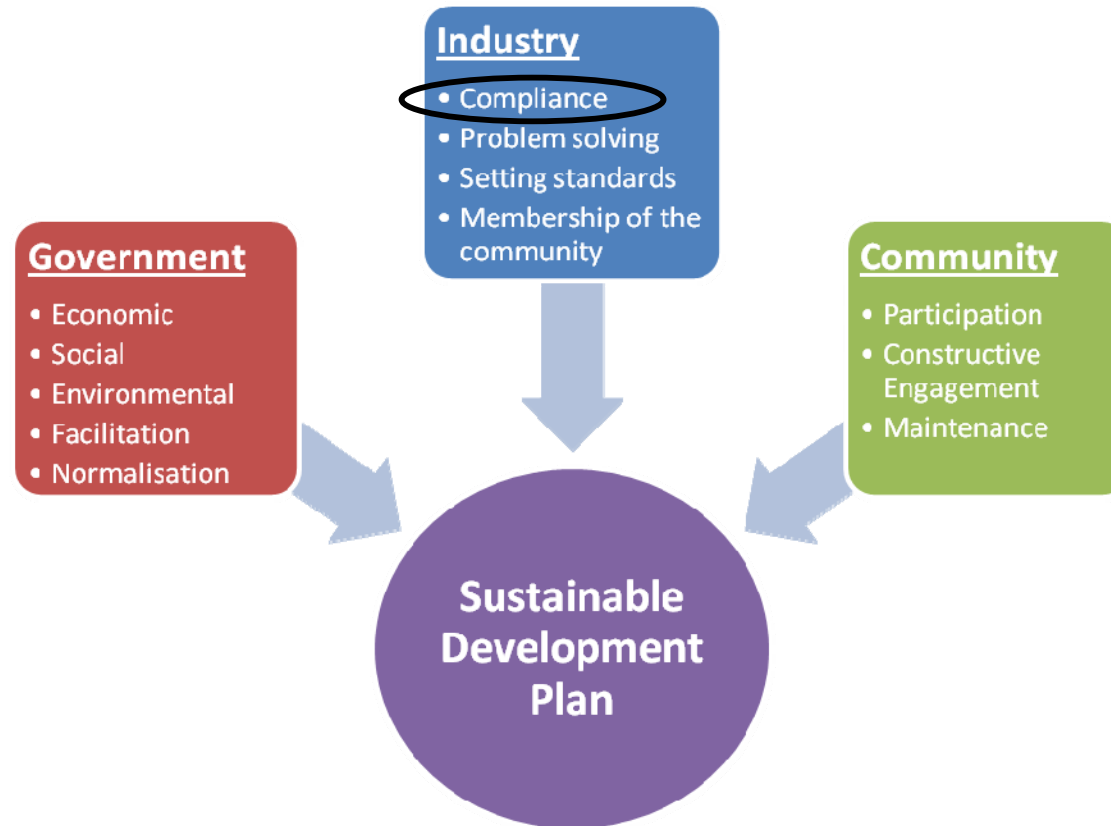 Industry
• Compliance
• Problem solving
• Setting standards
• Membership of the
community
Government
• Economic
• Social
• Environmental
• Facilitation
• Normalisation
Community
• Participation
• Constructive
Engagement
• Maintenance
Sustainable
Development
Plan